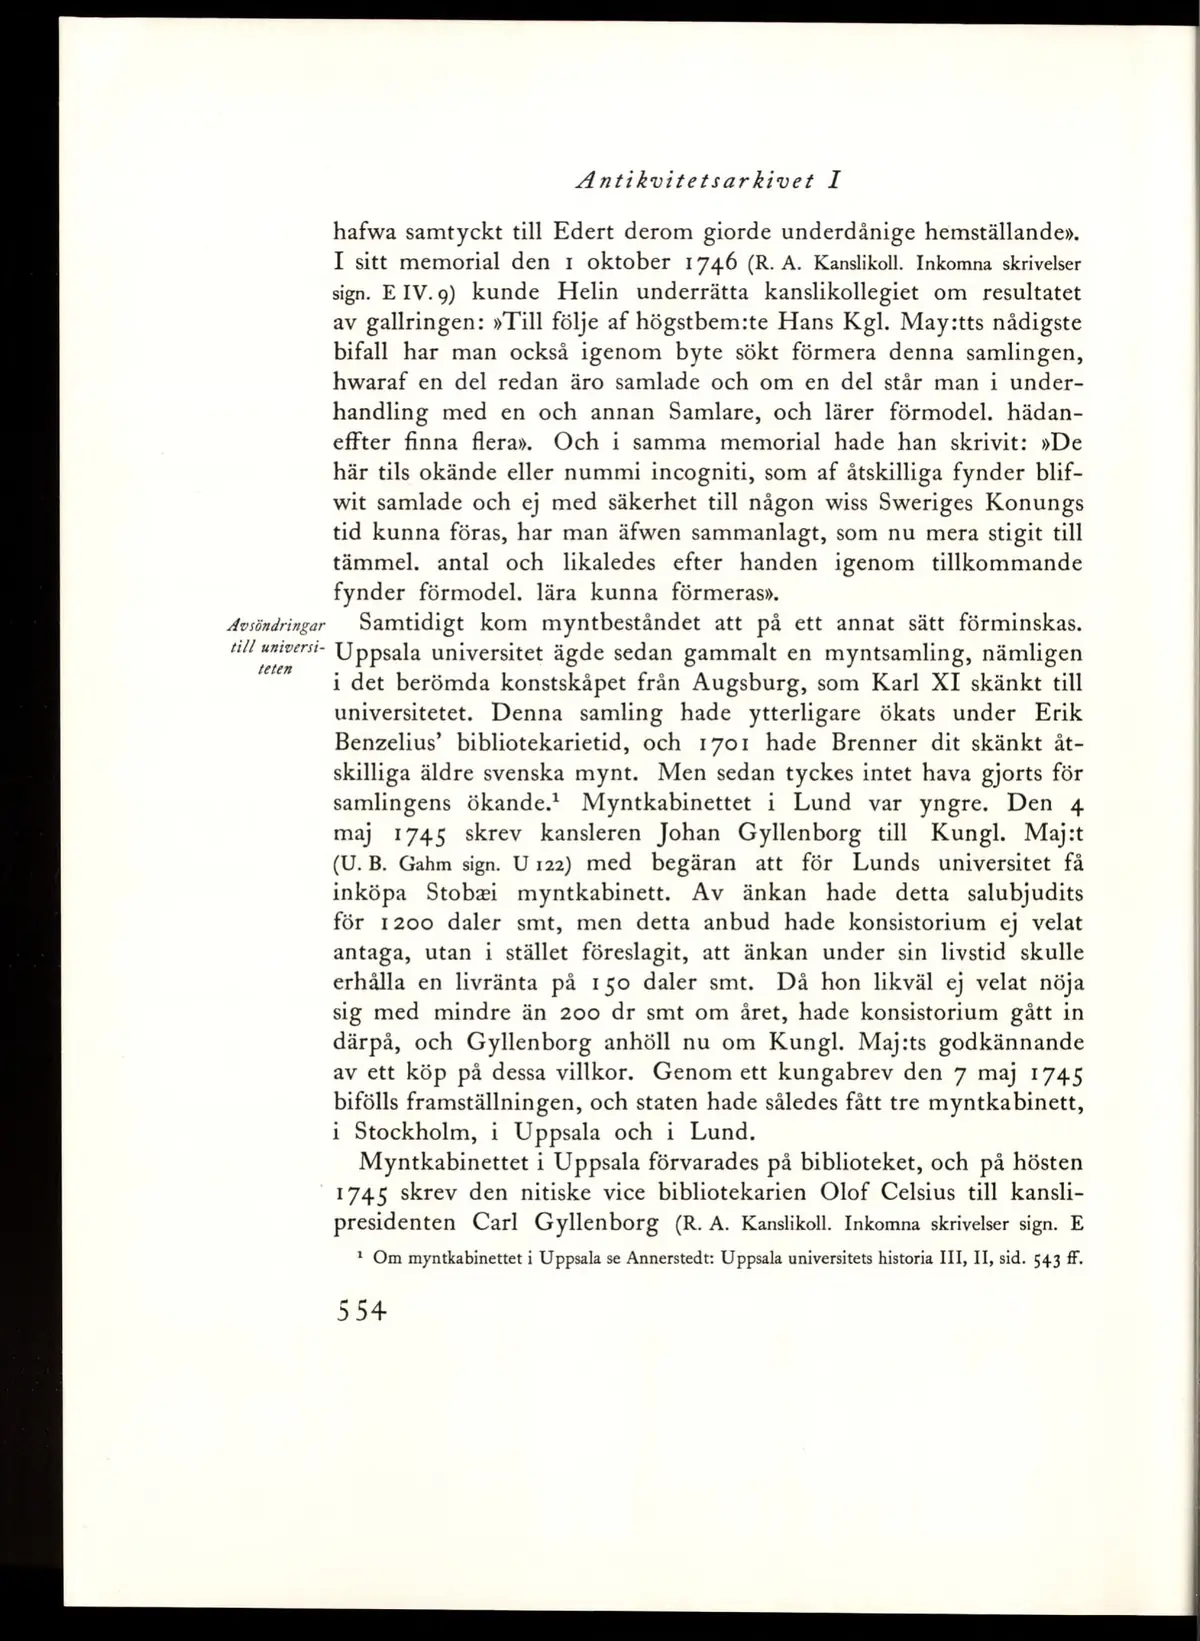 Antikvitetsarkivet I
hafwa samtyckt till Edert derom giorde underdånige hemställande».
I sitt memorial den 1 oktober 1746 (R. A. Kanslikoll. Inkomna skrivelser
sign. E IV. 9) kunde Helin underrätta kanslikollegiet om resultatet
av gallringen: »Till följe af högstbem:te Hans Kgl. May:tts nådigste
bifall har man också igenom byte sökt förmera denna samlingen,
hwaraf en del redan äro samlade och om en del står man i under-
handling med en och annan Samlare, och lärer förmodel. hädan-
effter finna flera». Och i samma memorial hade han skrivit: »De
här tils okände eller nummi incogniti, som af åtskilliga fynder blif-
wit samlade och ej med säkerhet till någon wiss Sweriges Konungs
tid kunna föras, har man äfwen sammanlagt, som nu mera stigit till
tämmel. antal och likaledes efter handen igenom tillkommande
fynder förmodel. lära kunna förmeras».
Avsöndringar
till universi-
teten
Samtidigt kom myntbeståndet att på ett annat sätt förminskas.
Uppsala universitet ägde sedan gammalt en myntsamling, nämligen
i det berömda konstskåpet från Augsburg, som Karl XI skänkt till
universitetet. Denna samling hade ytterligare ökats under Erik
Benzelius’ bibliotekarietid, och 1701 hade Brenner dit skänkt åt-
skilliga äldre svenska mynt. Men sedan tyckes intet hava gjorts för
samlingens ökande.¹ Myntkabinettet i Lund var yngre. Den 4
maj 1745 skrev kansleren Johan Gyllenborg till Kungl. Maj:t
(U. B. Gahm sign. U 122) med begäran att för Lunds universitet få
inköpa Stobæi myntkabinett. Av änkan hade detta salubjudits
för 1200 daler smt, men detta anbud hade konsistorium ej velat
antaga, utan i stället föreslagit, att änkan under sin livstid skulle
erhålla en livränta på 150 daler smt. Då hon likväl ej velat nöja
sig med mindre än 200 dr smt om året, hade konsistorium gått in
därpå, och Gyllenborg anhöll nu om Kungl. Maj:ts godkännande
av ett köp på dessa villkor. Genom ett kungabrev den 7 maj 1745
bifölls framställningen, och staten hade således fått tre myntkabinett,
i Stockholm, i Uppsala och i Lund.
Myntkabinettet i Uppsala förvarades på biblioteket, och på hösten
1745 skrev den nitiske vice bibliotekarien Olof Celsius till kansli-
presidenten Carl Gyllenborg (R. A. Kanslikoll. Inkomna skrivelser sign. E
¹ Om myntkabinettet i Uppsala se Annerstedt: Uppsala universitets historia III, II, sid. 543 ff.
554